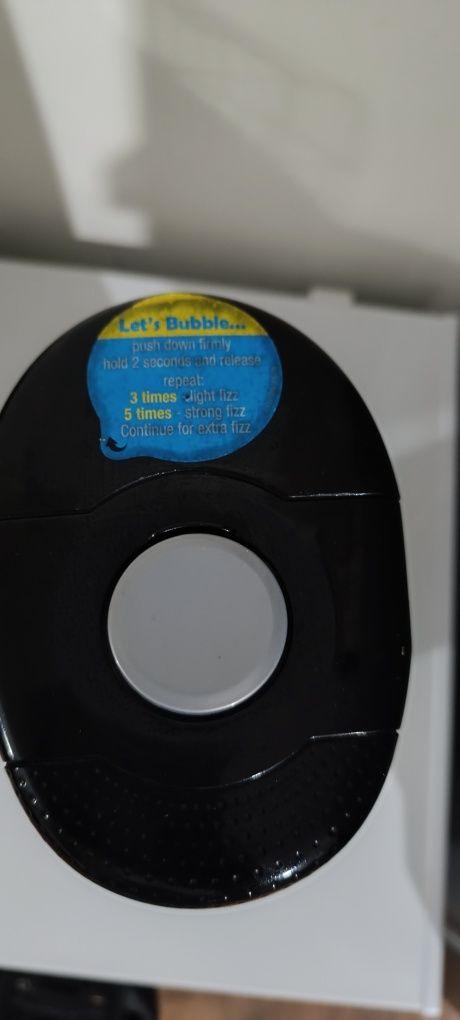 Let's Bubble...
push down firmly
hold 2 seconds and release
repeat:
3 times - light fizz
5 times - strong fizz
Continue for extra fizz